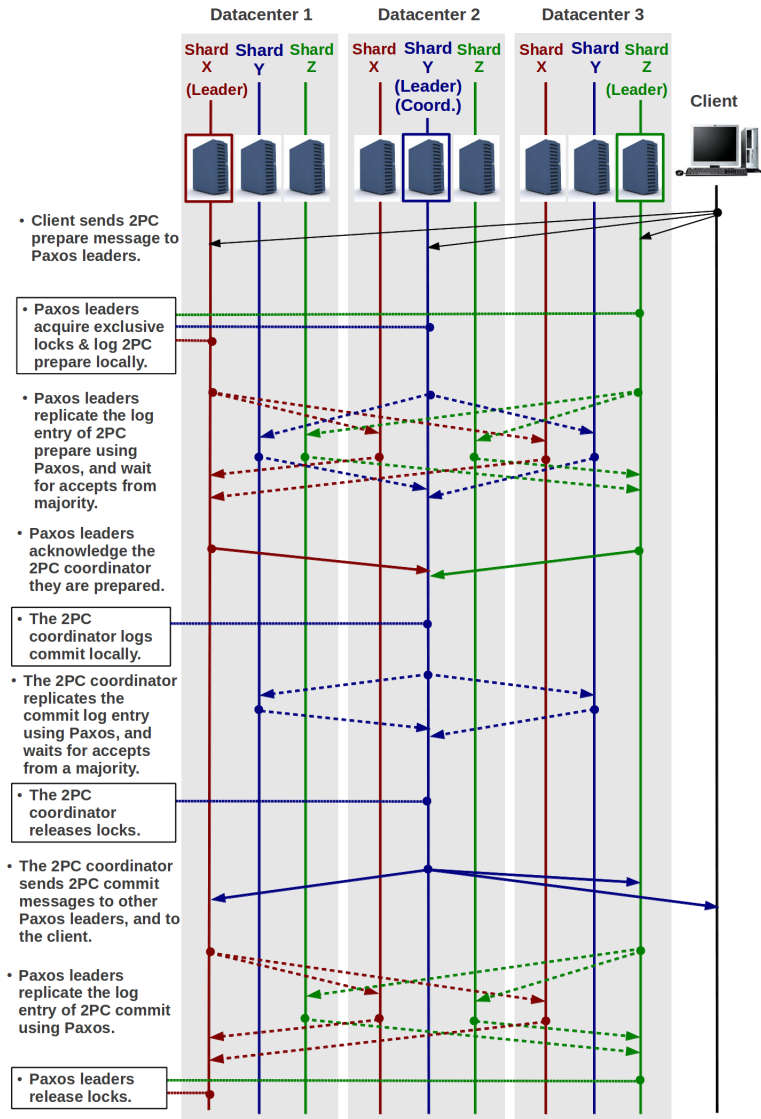 Datacenter 1 Datacenter 2 Datacenter 3
Shard Shard Shard Shard Shard Shard Shard Shard Shard
X Y Z X Y Z X Y Z
(Leader) (Leader) (Leader)
(Coord.)
Client
• Client sends 2PC
prepare message to
Paxos leaders.
• Paxos leaders
acquire exclusive
locks & log 2PC
prepare locally.
• Paxos leaders
replicate the log
entry of 2PC
prepare using
Paxos, and wait
for accepts from
majority.
• Paxos leaders
acknowledge the
2PC coordinator
they are prepared.
• The 2PC
coordinator logs
commit locally.
• The 2PC coordinator
replicates the
commit log entry
using Paxos, and
waits for accepts
from a majority.
• The 2PC
coordinator
releases locks.
• The 2PC coordinator
sends 2PC commit
messages to other
Paxos leaders, and to
the client.
• Paxos leaders
replicate the log
entry of 2PC commit
using Paxos.
• Paxos leaders
release locks.